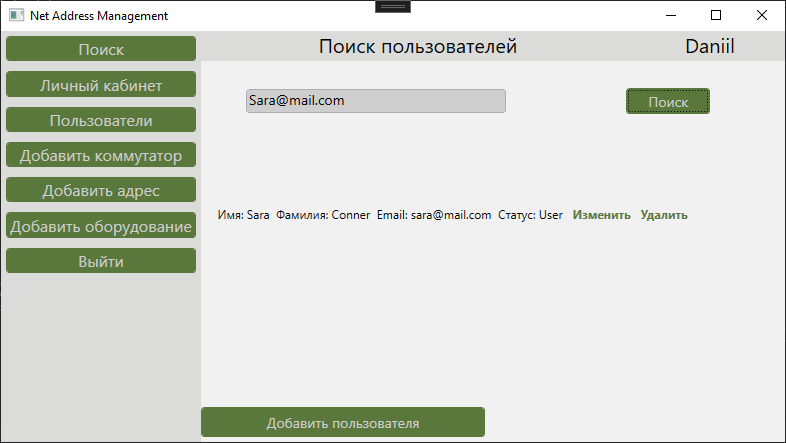 Net Address Management
Поиск
Личный кабинет
Пользователи
Добавить коммутатор
Добавить адрес
Добавить оборудование
Выйти
Поиск пользователей Daniil
Sara@mail.com Поиск
Имя: Sara Фамилия: Conner Email: sara@mail.com Статус: User Изменить Удалить
Добавить пользователя